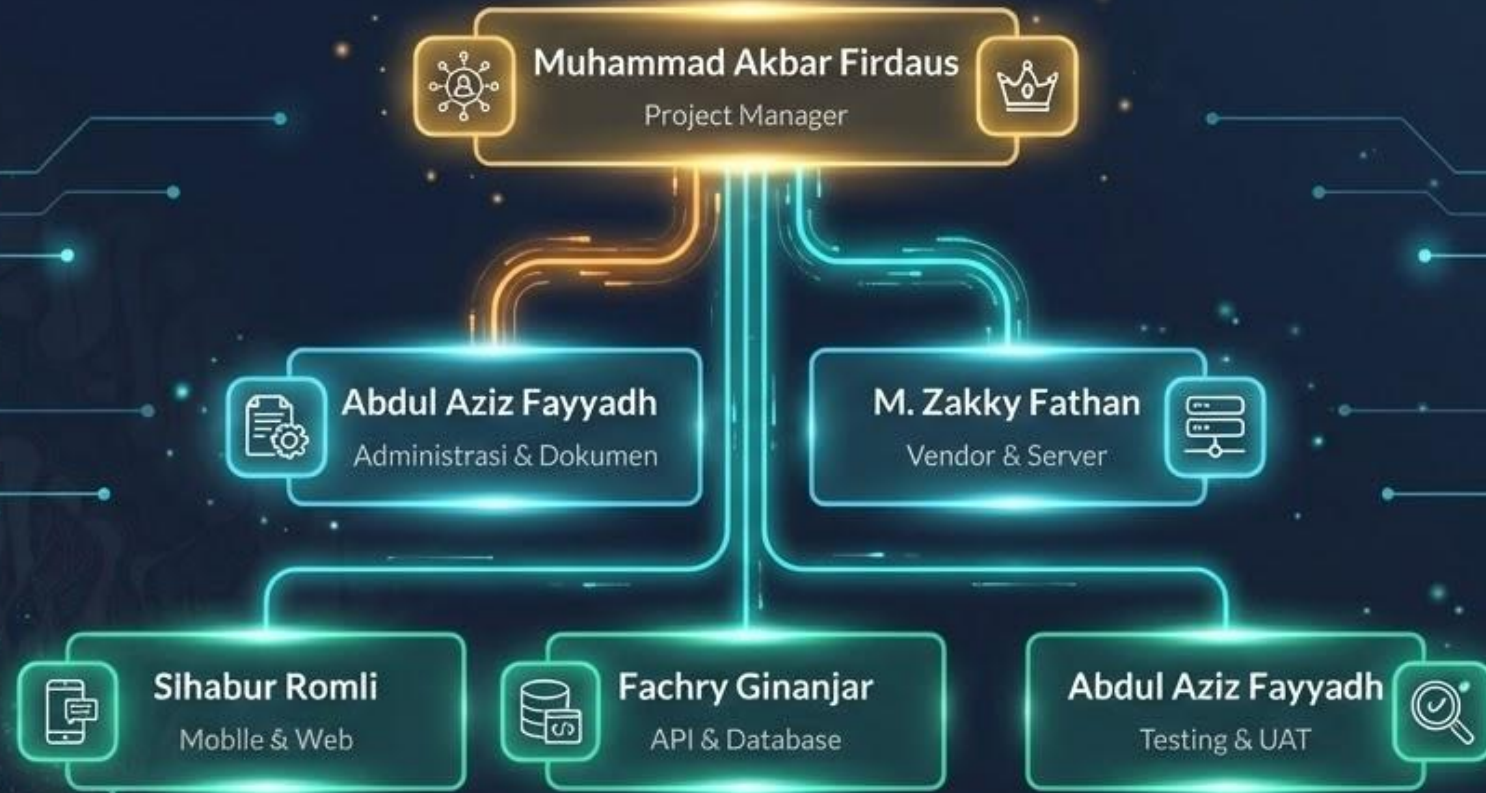 Muhammad Akbar Firdaus
Project Manager
Abdul Aziz Fayyadh
Administrasi & Dokumen
M. Zakky Fathan
Vendor & Server
Sihabur Romli
Moblle & Web
Fachry Ginanjar
API & Database
Abdul Aziz Fayyadh
Testing & UAT